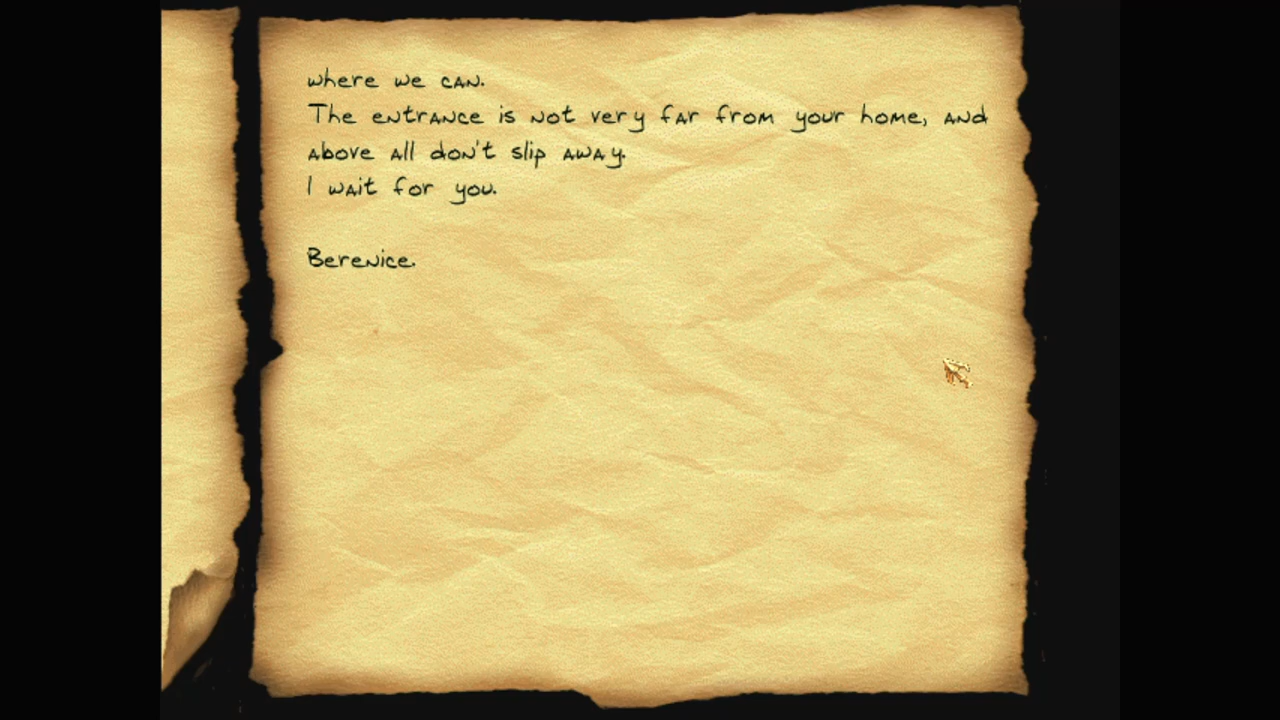 where we can.
The entrance is not very far from your home, and
above all don't slip away.
I wait for you.
Berenice.